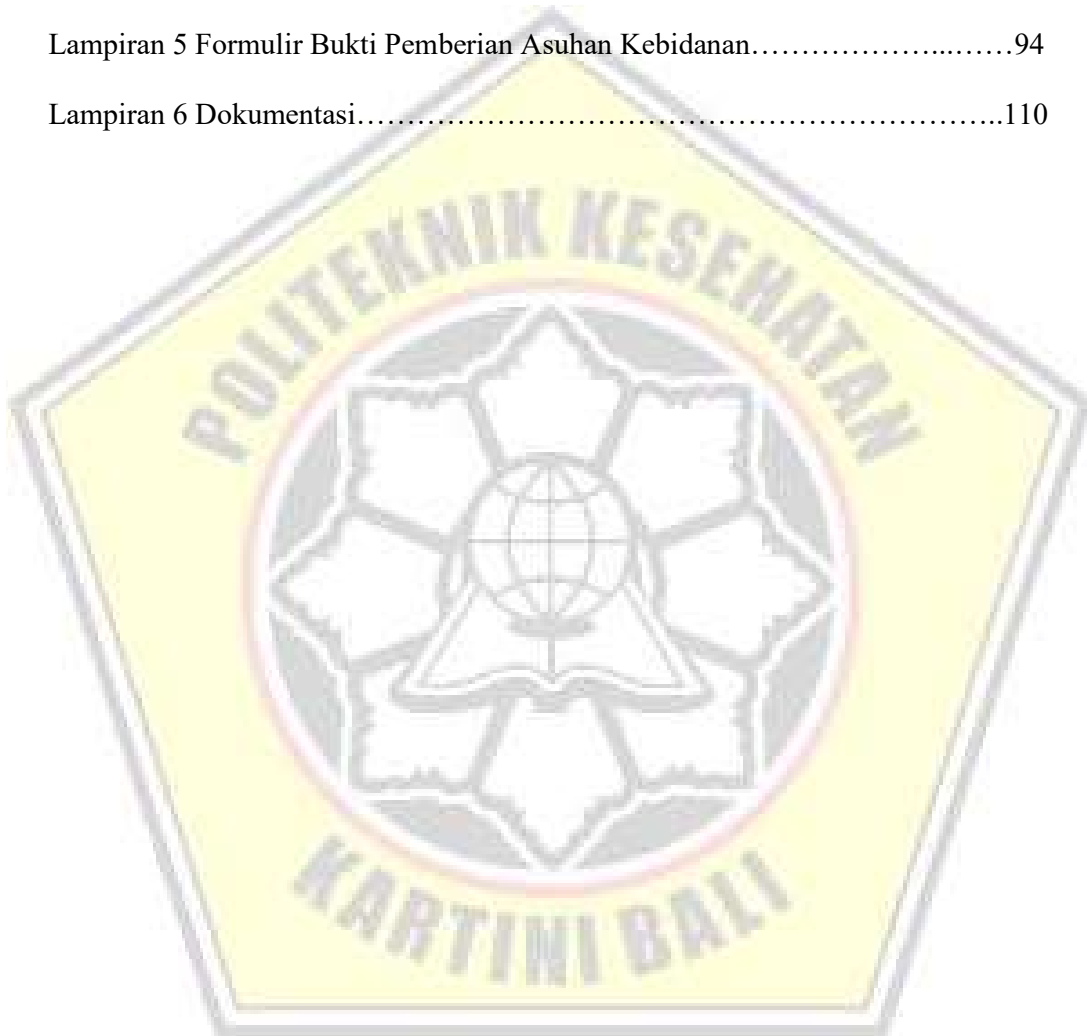 Lampiran 5 Formulir Bukti Pemberian Asuhan Kebidanan…………………...……94
Lampiran 6 Dokumentasi………………………………………………………………..110
POLITEKNIK KESEHATAN
KARTINI BALI